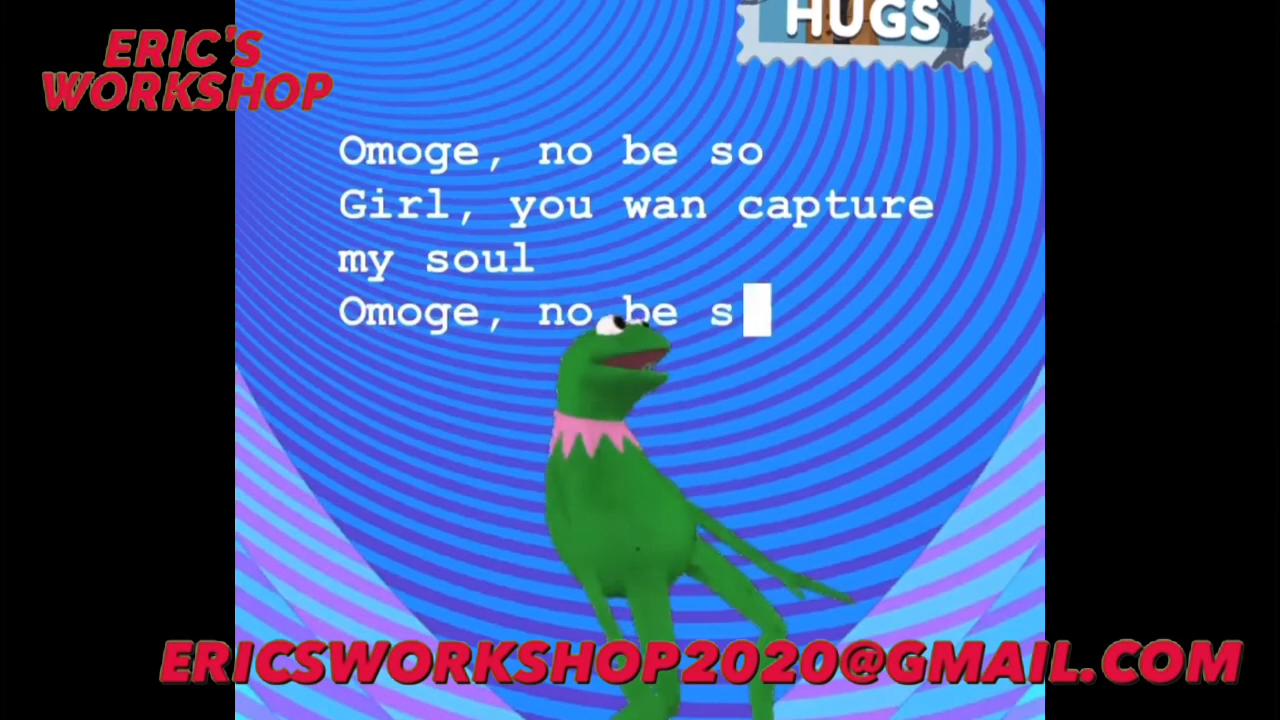 HUGS
ERIC'S
WORKSHOP
Omoge, no be so
Girl, you wan capture
my soul
Omoge, no be s
ERICSWORKSHOP2020@GMAIL.COM